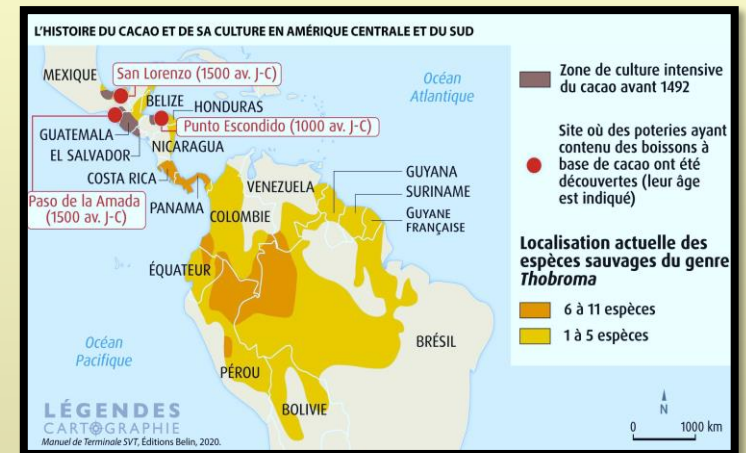 L'HISTOIRE DU CACAO ET DE SA CULTURE EN AMÉRIQUE CENTRALE ET DU SUD
MEXIQUE
San Lorenzo (1500 av. J-C)
BELIZE
HONDURAS
Punto Escondido (1000 av. J-C)
GUATEMALA
EL SALVADOR
NICARAGUA
COSTA RICA
Paso de la Amada
(1500 av. J-C)
PANAMA
VENEZUELA
COLOMBIE
GUYANA
SURINAME
GUYANE
FRANÇAISE
ÉQUATEUR
BRÉSIL
PÉROU
BOLIVIE
Océan
Atlantique
Océan
Pacifique
Zone de culture intensive
du cacao avant 1492
Site où des poteries ayant
contenu des boissons à
base de cacao ont été
découvertes (leur âge
est indiqué)
Localisation actuelle des
espèces sauvages du genre
Thobroma
6 à 11 espèces
1 à 5 espèces
N
0 1000 km
LÉGENDES
CARTOGRAPHIE
Manuel de Terminale SVT, Éditions Belin, 2020.